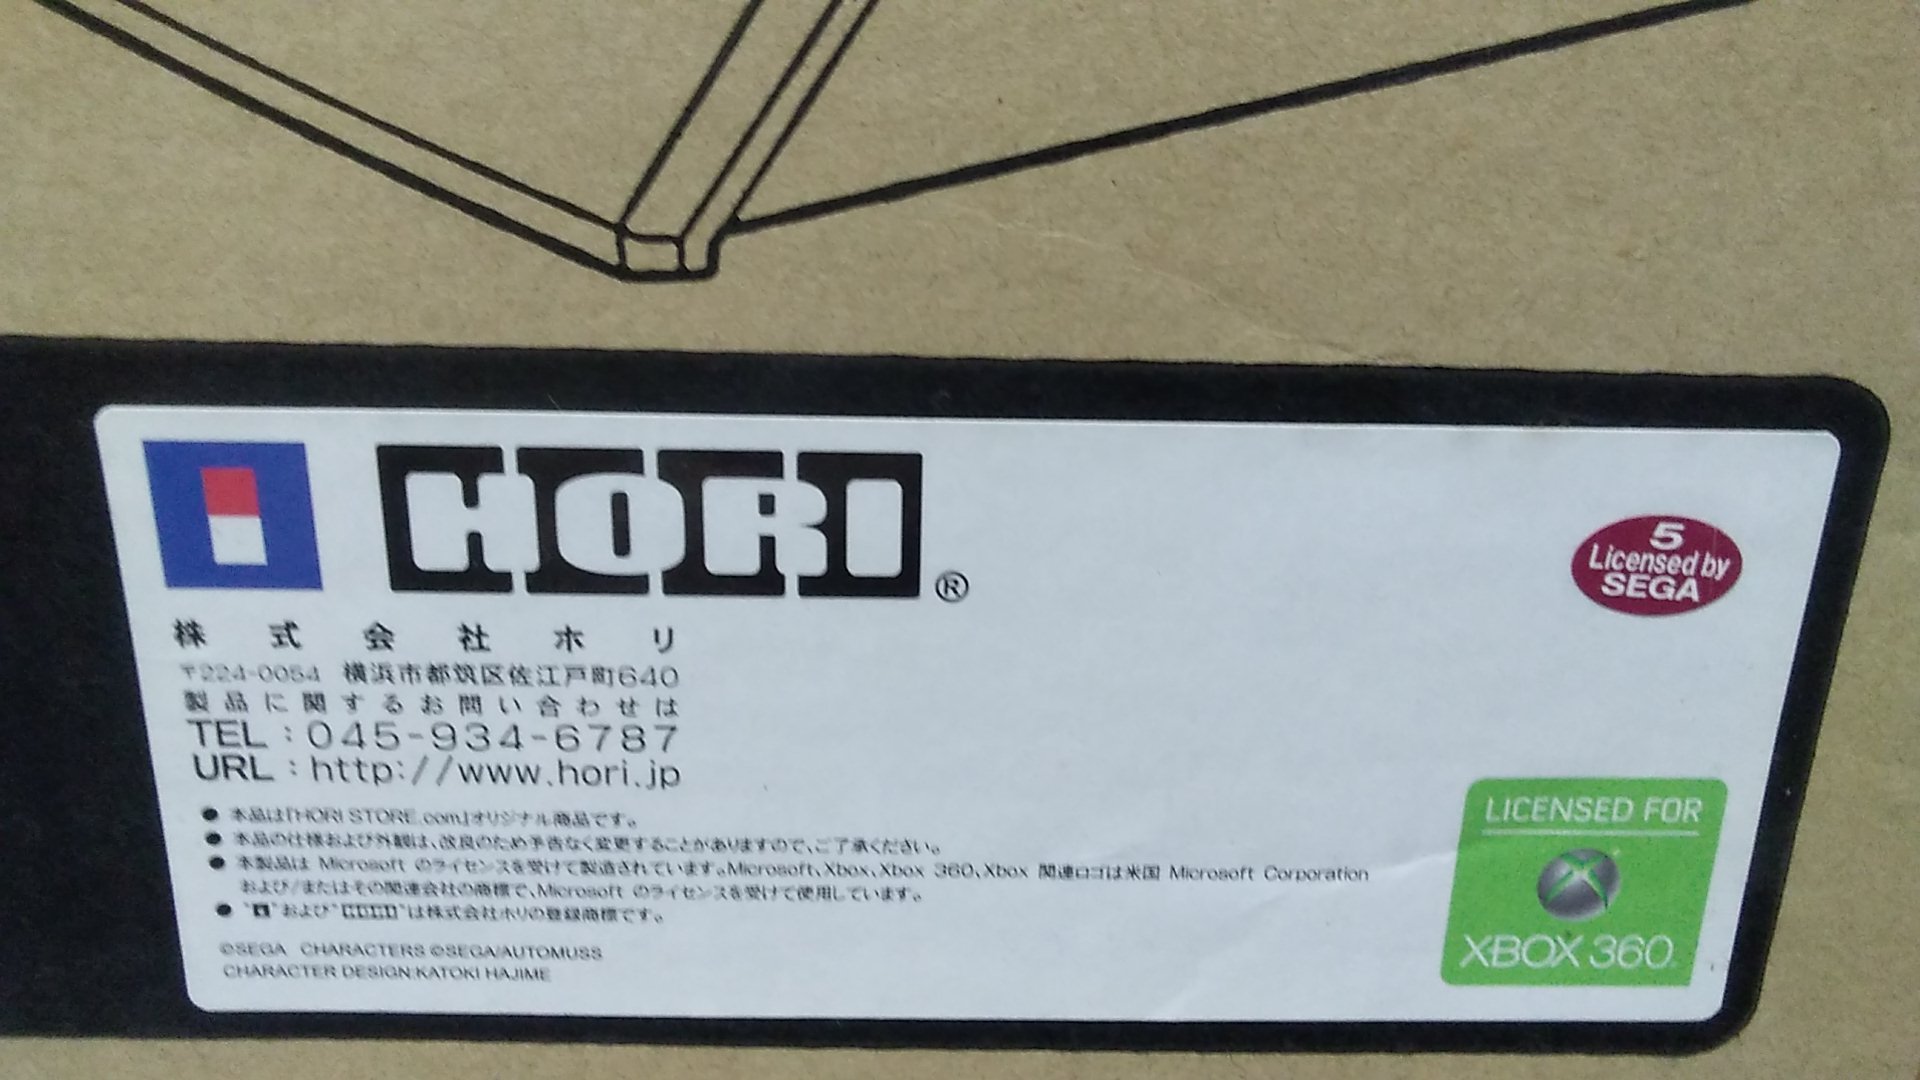 HORI®
5
Licensed by
SEGA
株式会社ホリ
〒224-0054 横浜市都筑区佐江戸町640
製品に関するお問い合わせは
TEL:045-934-6787
URL:http://www.hori.jp
● 本品は「HORI STORE.com」オリジナル商品です。
● 本品の仕様および外観は、改良のため予告なく変更することがありますので、ご了承ください。
● 本製品は Microsoft のライセンスを受けて製造されています。Microsoft、Xbox、Xbox 360、Xbox 関連ロゴは米国 Microsoft Corporation
および/またはその関連会社の商標で、Microsoft のライセンスを受けて使用しています。
● "および"HORI"は株式会社ホリの登録商標です。
©SEGA CHARACTERS ©SEGA/AUTOMUSS
CHARACTER DESIGN:KATOKI HAJIME
LICENSED FOR
XBOX 360